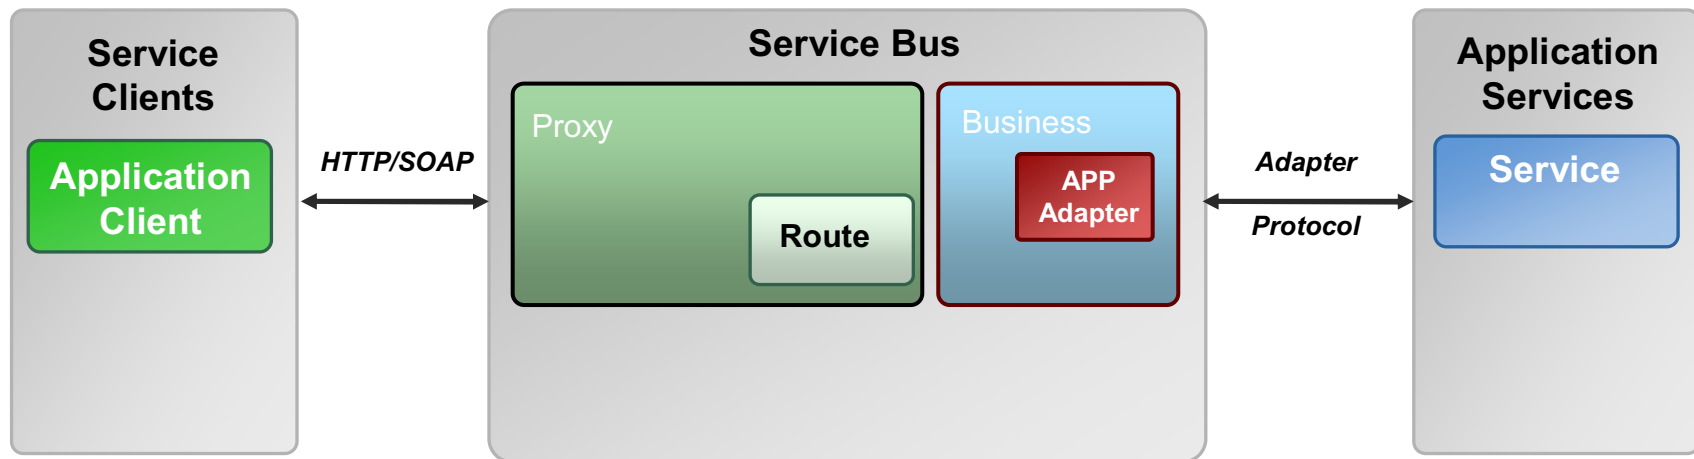 Service
Clients
Application
Client
HTTP/SOAP
Service Bus
Proxy
Route
Business
APP
Adapter
Adapter
Protocol
Application
Services
Service